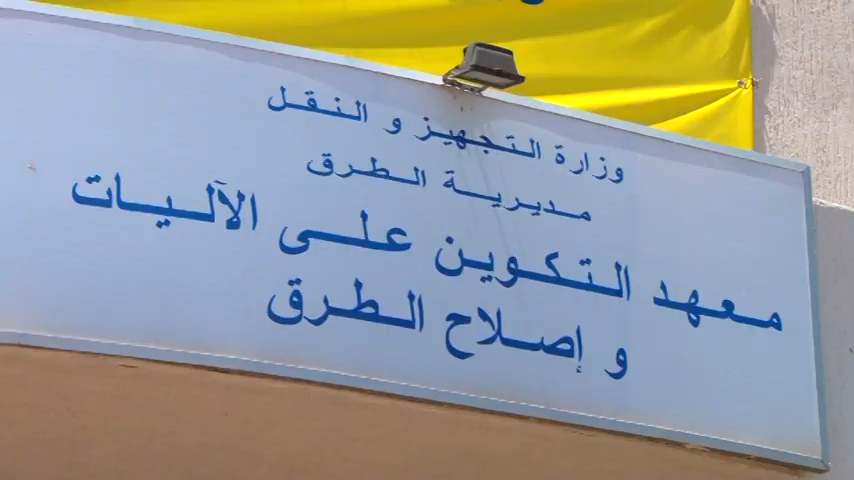 وزارة التجهيز و النقل
مديرية الطرق
معهد التكوين على الآليات
و إصلاح الطرق